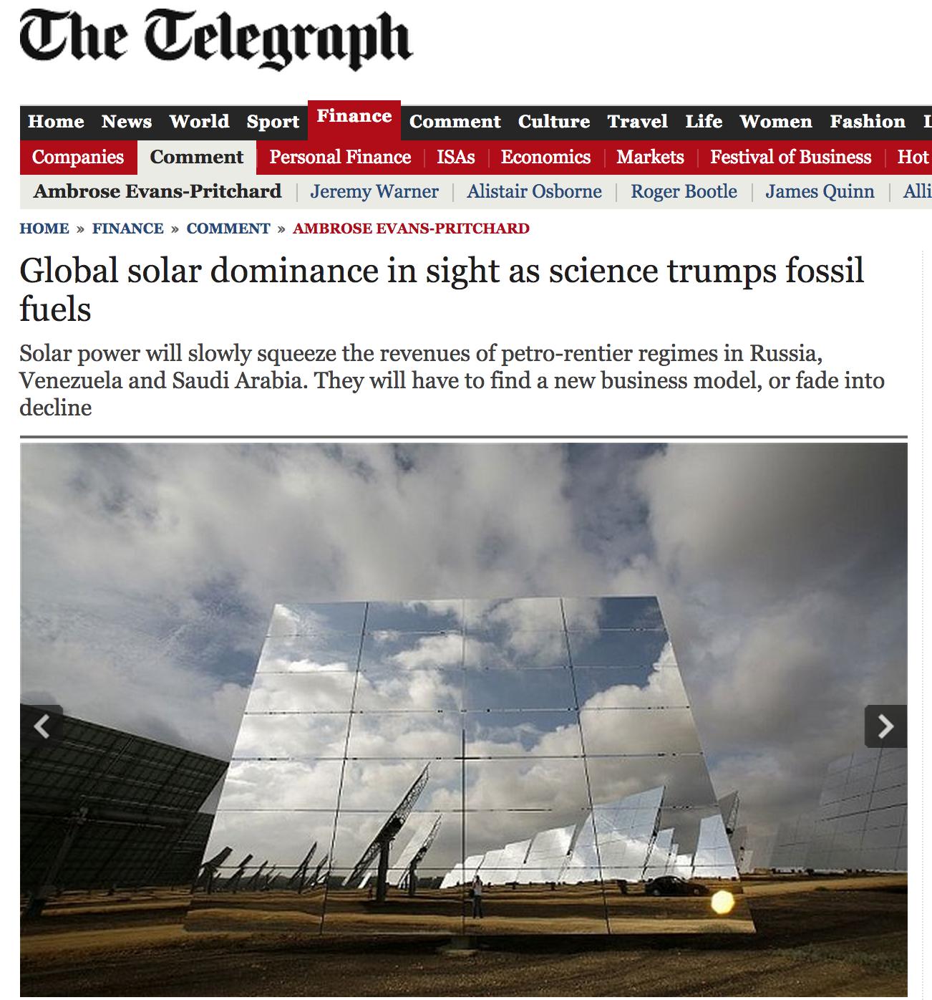 The Telegraph
Home News World Sport Finance Comment Culture Travel Life Women Fashion
Companies Comment Personal Finance ISAs Economics Markets Festival of Business Hot
Ambrose Evans-Pritchard Jeremy Warner Alistair Osborne Roger Bootle James Quinn Alli
HOME » FINANCE » COMMENT » AMBROSE EVANS-PRITCHARD
Global solar dominance in sight as science trumps fossil
fuels
Solar power will slowly squeeze the revenues of petro-rentier regimes in Russia,
Venezuela and Saudi Arabia. They will have to find a new business model, or fade into
decline